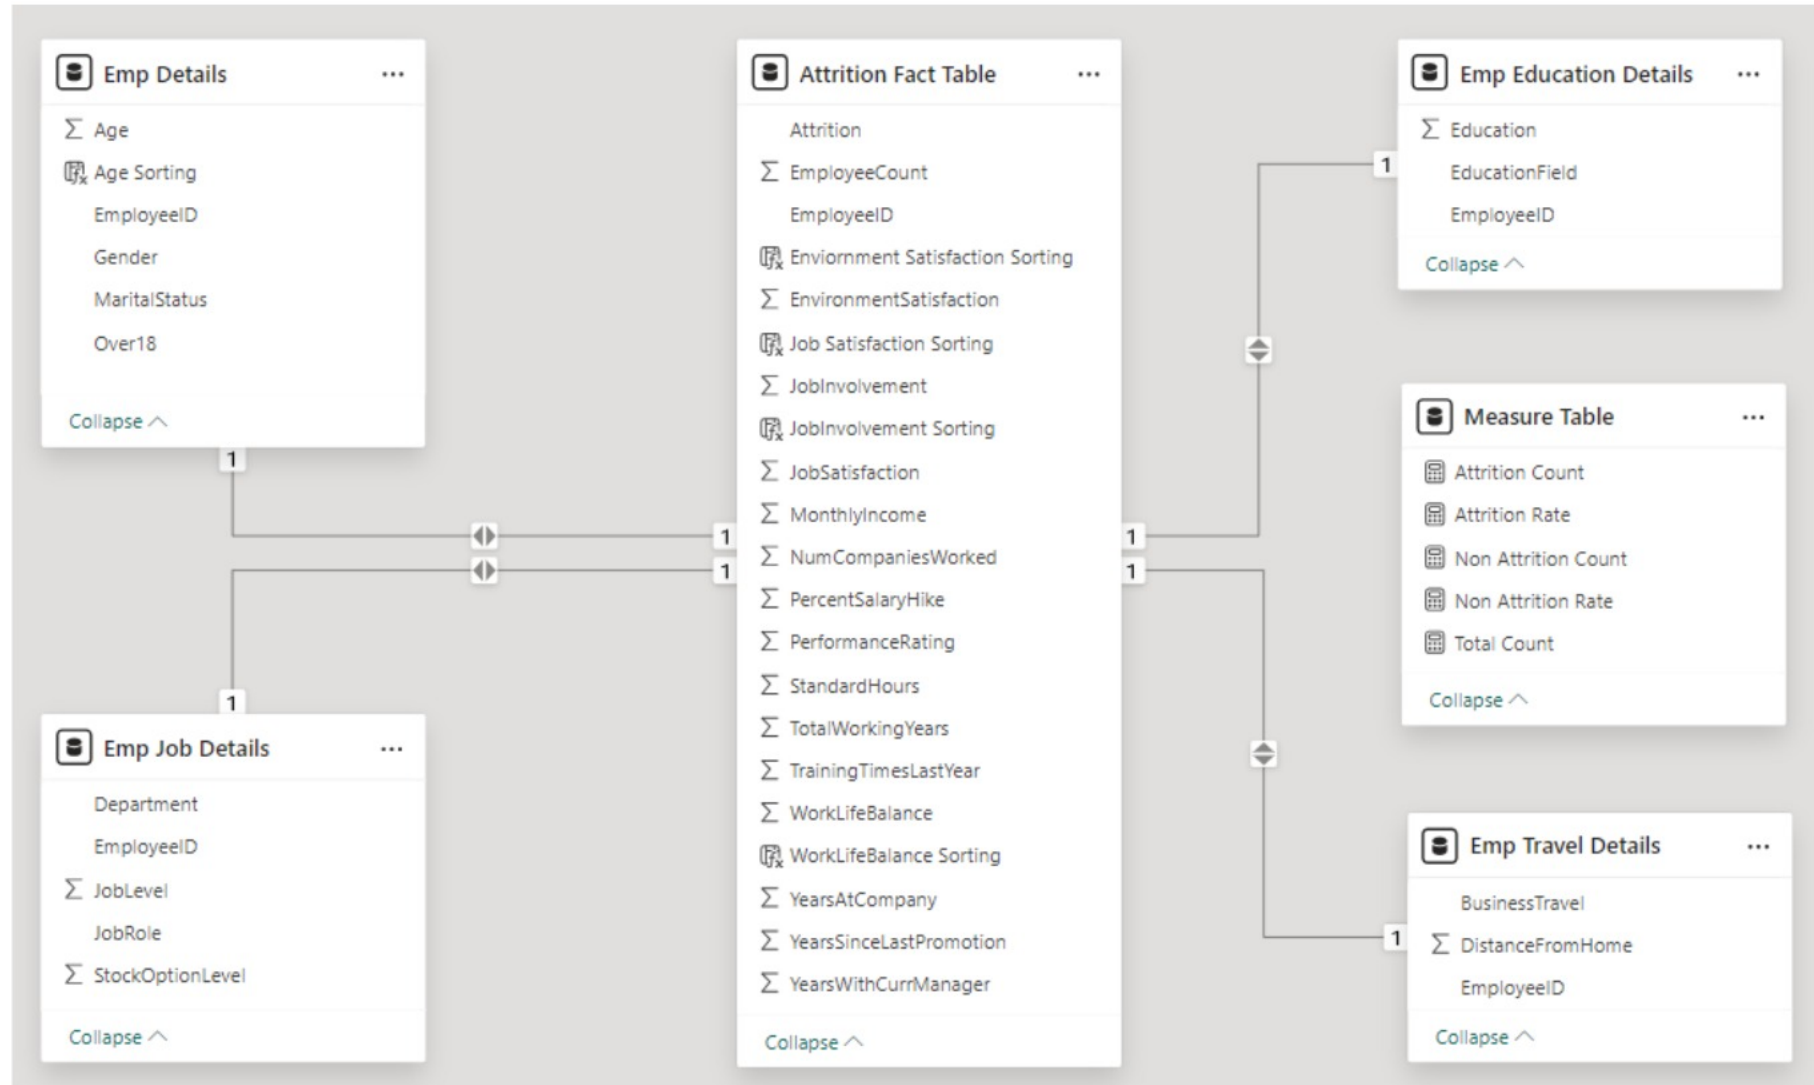 Emp Details
Age
Age Sorting
EmployeeID
Gender
MaritalStatus
Over18
Collapse
1
1
1
1
Emp Job Details
Department
EmployeeID
JobLevel
JobRole
StockOptionLevel
Collapse
Attrition Fact Table
Attrition
EmployeeCount
EmployeeID
Enviornment Satisfaction Sorting
EnvironmentSatisfaction
Job Satisfaction Sorting
JobInvolvement
JobInvolvement Sorting
JobSatisfaction
MonthlyIncome
NumCompaniesWorked
PercentSalaryHike
PerformanceRating
StandardHours
TotalWorkingYears
TrainingTimesLastYear
WorkLifeBalance
WorkLifeBalance Sorting
YearsAtCompany
YearsSinceLastPromotion
YearsWithCurrManager
Collapse
1
1
1
1
Emp Education Details
Education
EducationField
EmployeeID
Collapse
Measure Table
Attrition Count
Attrition Rate
Non Attrition Count
Non Attrition Rate
Total Count
Collapse
Emp Travel Details
BusinessTravel
DistanceFromHome
EmployeeID
Collapse